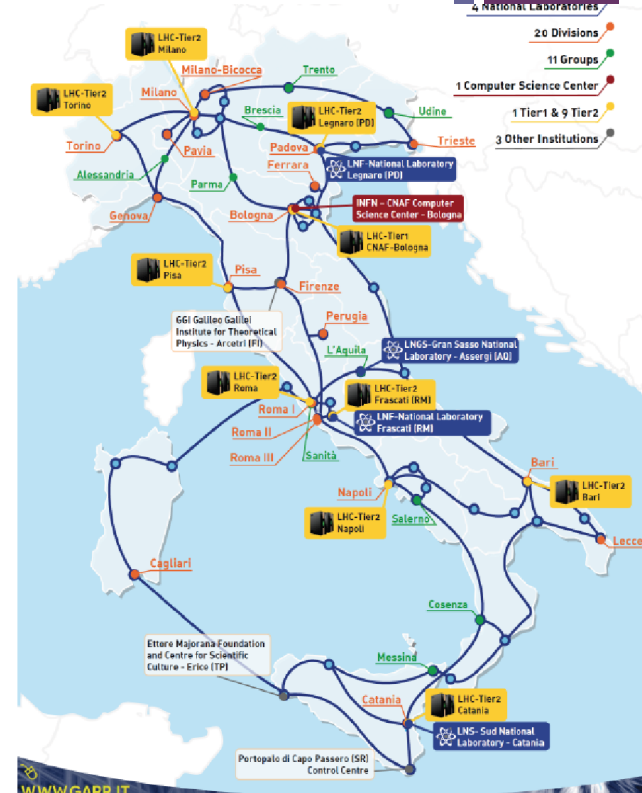 4 National Laboratories
20 Divisions
11 Groups
1 Computer Science Center
1 Tier1 & 9 Tier2
3 Other Institutions
LHC-Tier2
Milano
Milano-Bicocca
Trento
Milano
LHC-Tier2
Torino
Brescia
LHC-Tier2
Legnaro (PD)
Udine
Torino
Pavia
Padova
Trieste
Ferrara
LNF-National Laboratory
Legnaro (PD)
Alessandria
Parma
INFN - CNAF Computer
Science Center - Bologna
Genova
Bologna
LHC-Tier1
CNAF-Bologna
LHC-Tier2
Pisa
Pisa
Firenze
GGI Galileo Galilei
Institute for Theoretical
Physics - Arcetri (FI)
Perugia
L'Aquila
LNGS-Gran Sasso National
Laboratory - Assergi (AQ)
LHC-Tier2
Roma
LHC-Tier2
Frascati (RM)
Roma I
LNF-National Laboratory
Frascati (RM)
Roma II
Roma III
Sanità
Bari
LHC-Tier2
Bari
Napoli
LHC-Tier2
Napoli
Salerno
Lecce
Cagliari
Cosenza
Ettore Majorana Foundation
and Centre for Scientific
Culture - Erice (TP)
Messina
Catania
LHC-Tier2
Catania
LNS- Sud National
Laboratory - Catania
Portopalo di Capo Passero (SR)
Control Centre
WWW.GARR.IT